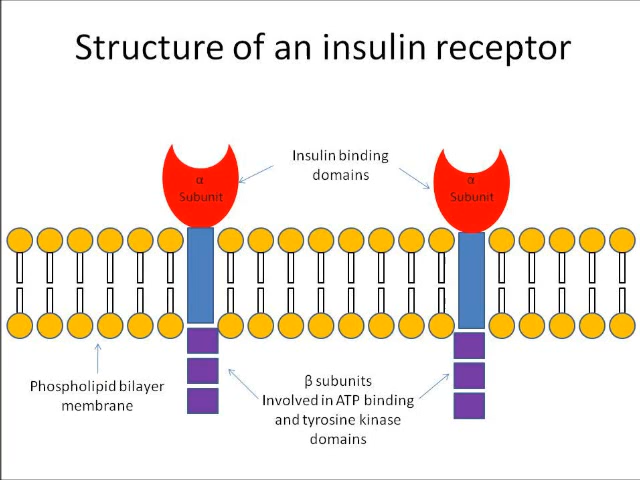 Structure of an insulin receptor
Insulin binding
domains
α
Subunit
α
Subunit
Phospholipid bilayer
membrane
β subunits
Involved in ATP binding
and tyrosine kinase
domains